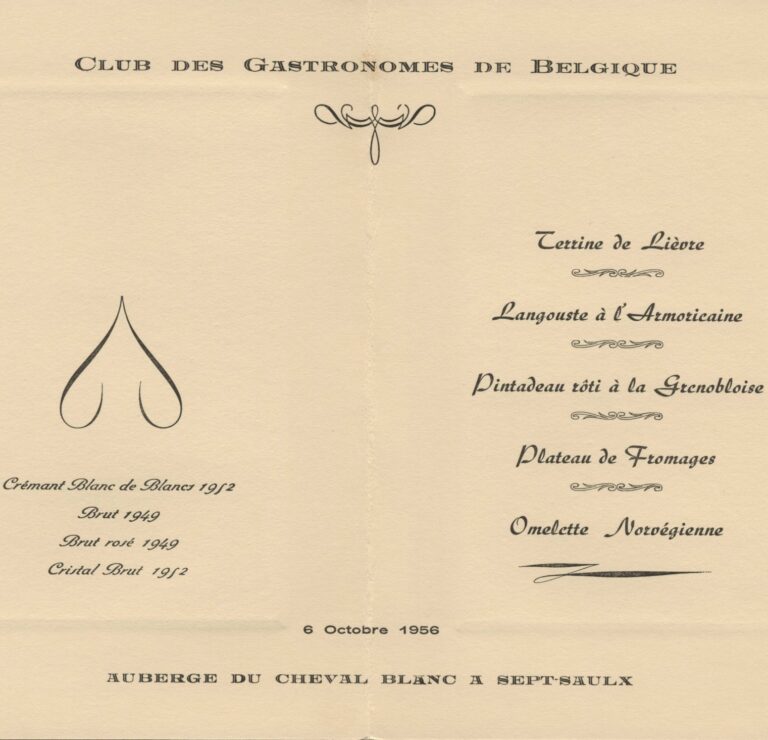 CLUB DES GASTRONOMES DE BELGIQUE
Terrine de Lièvre
Langouste à l'Armoricaine
Pintadeau rôti à la Grenobloise
Plateau de Fromages
Omelette Norvégienne
Crémant Blanc de Blancs 1952
Brut 1949
Brut rosé 1949
Cristal Brut 1952
6 Octobre 1956
AUBERGE DU CHEVAL BLANC A SEPT-SAULX